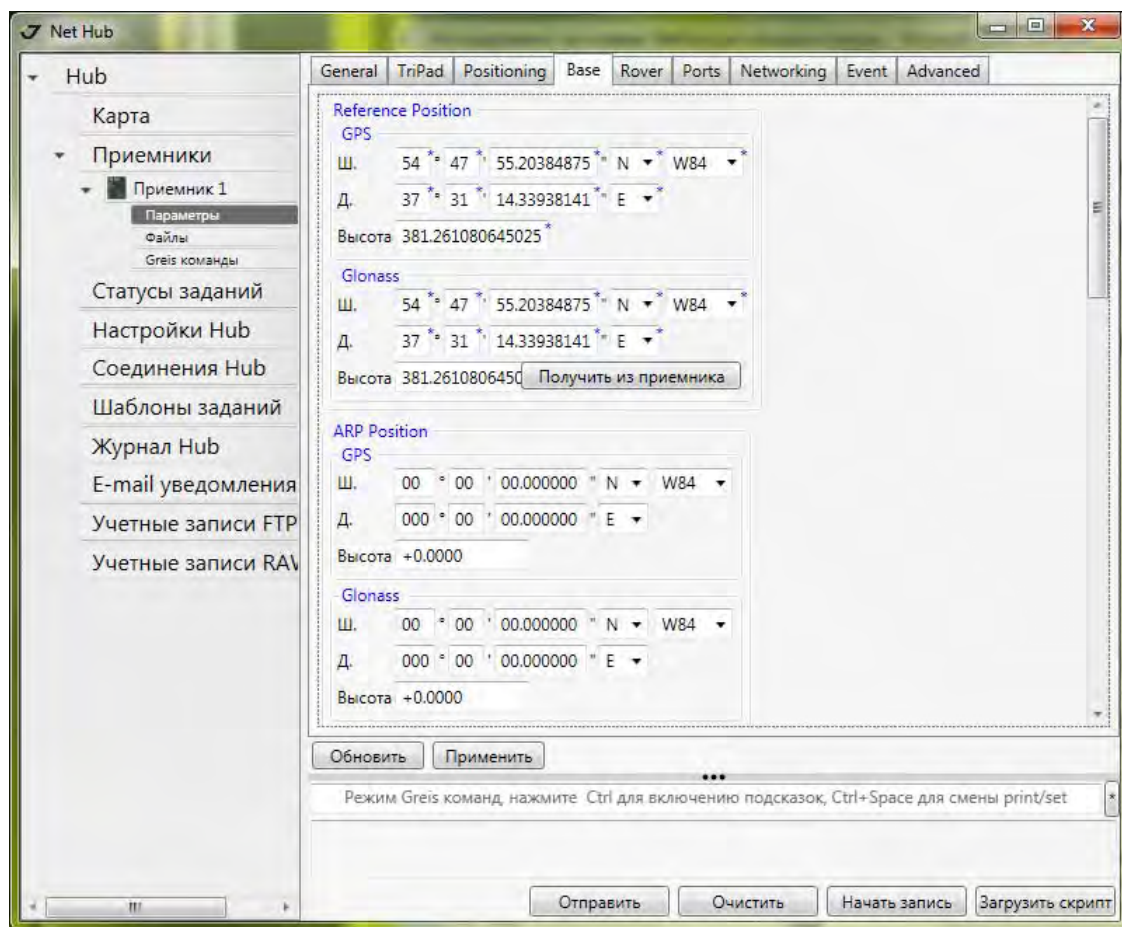 Net Hub
Hub
Карта
Приемники
Приемник 1
Параметры
Файлы
Greis команды
Статусы заданий
Настройки Hub
Соединения Hub
Шаблоны заданий
Журнал Hub
E-mail уведомления
Учетные записи FTP
Учетные записи RAW
General TriPad Positioning Base Rover Ports Networking Event Advanced
Reference Position
GPS
Ш. 54 *° 47 *' 55.20384875 *" N * W84 *
Д. 37 *° 31 *' 14.33938141 *" E *
Высота 381.261080645025 *
Glonass
Ш. 54 *° 47 *' 55.20384875 *" N * W84 *
Д. 37 *° 31 *' 14.33938141 *" E *
Высота 381.2610806450 Получить из приемника
ARP Position
GPS
Ш. 00 ° 00 ' 00.000000 " N W84
Д. 000 ° 00 ' 00.000000 " E
Высота +0.0000
Glonass
Ш. 00 ° 00 ' 00.000000 " N W84
Д. 000 ° 00 ' 00.000000 " E
Высота +0.0000
Обновить Применить
Режим Greis команд, нажмите Ctrl для включению подсказок, Ctrl+Space для смены print/set *
Отправить Очистить Начать запись Загрузить скрипт